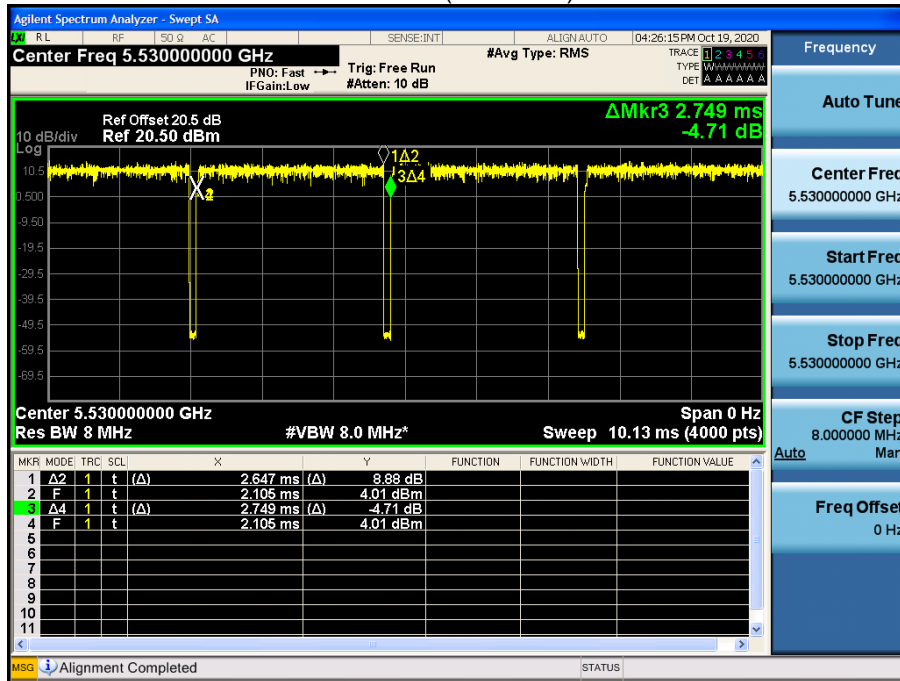 Agilent Spectrum Analyzer - Swept SA
LXI RL RF 50 Ω AC SENSE:INT ALIGN AUTO 04:26:15 PM Oct 19, 2020
Center Freq 5.530000000 GHz #Avg Type: RMS TRACE 1 2 3 4 5 6
PNO: Fast Trig: Free Run TYPE WWWWWW
IFGain:Low #Atten: 10 dB DET A A A A A A
Frequency
Auto Tune
ΔMkr3 2.749 ms
-4.71 dB
Ref Offset 20.5 dB
10 dB/div Ref 20.50 dBm
Log
10.5
0.500
-9.50
-19.5
-29.5
-39.5
-49.5
-59.5
-69.5
1Δ2
3Δ4
2
Center 5.530000000 GHz Span 0 Hz
Res BW 8 MHz #VBW 8.0 MHz* Sweep 10.13 ms (4000 pts)
Center Freq
5.530000000 GHz
Start Freq
5.530000000 GHz
Stop Freq
5.530000000 GHz
CF Step
8.000000 MHz
Auto Man
Freq Offset
0 Hz
MKR MODE TRC SCL X Y FUNCTION FUNCTION WIDTH FUNCTION VALUE
1 Δ2 1 t (Δ) 2.647 ms (Δ) 8.88 dB
2 F 1 t 2.105 ms 4.01 dBm
3 Δ4 1 t (Δ) 2.749 ms (Δ) -4.71 dB
4 F 1 t 2.105 ms 4.01 dBm
5
6
7
8
9
10
11
MSG Alignment Completed STATUS